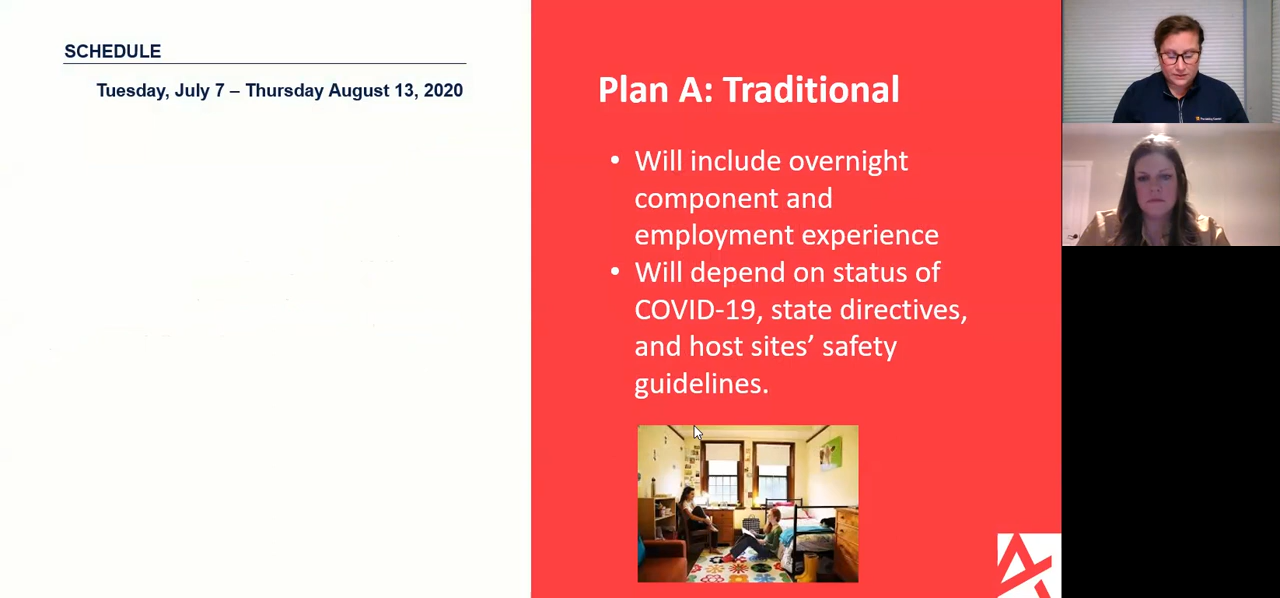 SCHEDULE
Tuesday, July 7 – Thursday August 13, 2020
Plan A: Traditional
• Will include overnight
component and
employment experience
• Will depend on status of
COVID-19, state directives,
and host sites’ safety
guidelines.